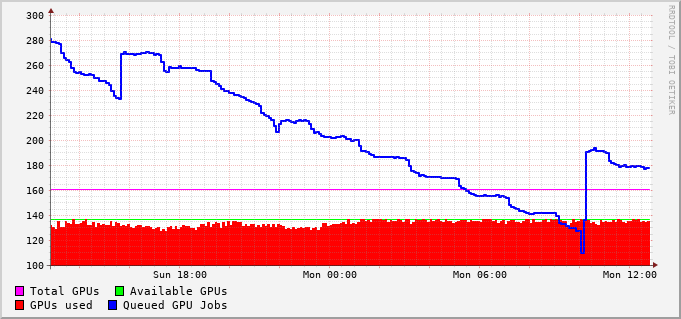 300
280
260
240
220
200
180
160
140
120
100
Sun 18:00 Mon 00:00 Mon 06:00 Mon 12:00
Total GPUs Available GPUs
GPUs used Queued GPU Jobs
RRDTOOL / TOBI OETIKER